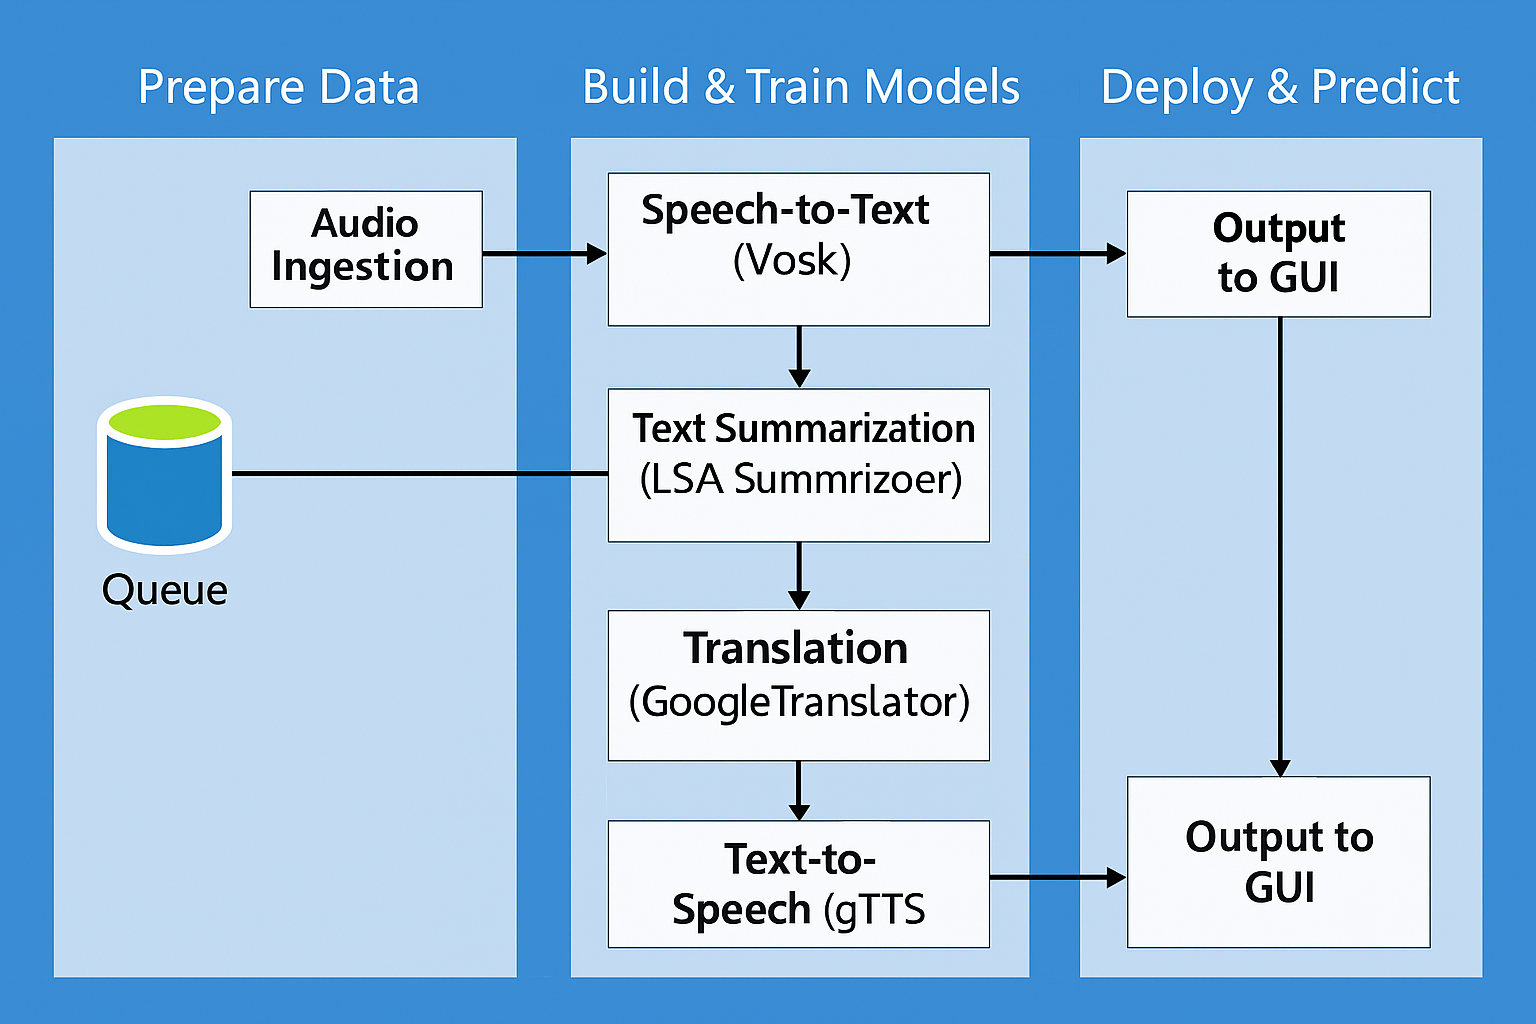 Prepare Data
Build & Train Models
Deploy & Predict
Audio
Ingestion
Queue
Speech-to-Text
(Vosk)
Text Summarization
(LSA Summrizoer)
Translation
(GoogleTranslator)
Text-to-
Speech (gTTS
Output
to GUI
Output to
GUI